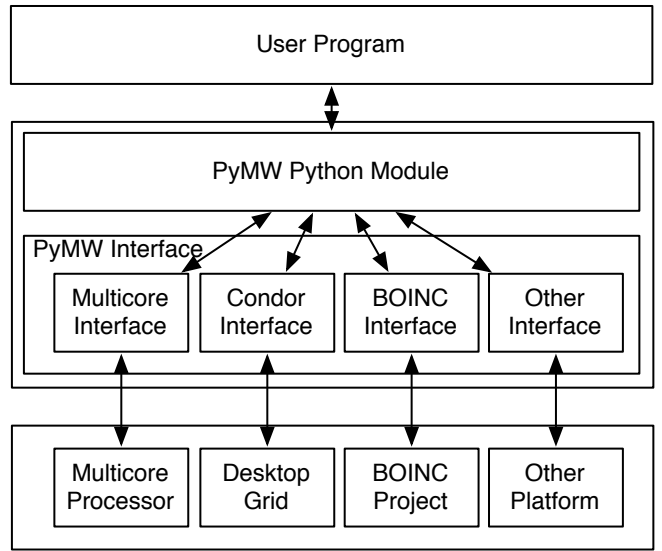 User Program
PyMW Python Module
PyMW Interface
Multicore
Interface
Condor
Interface
BOINC
Interface
Other
Interface
Multicore
Processor
Desktop
Grid
BOINC
Project
Other
Platform